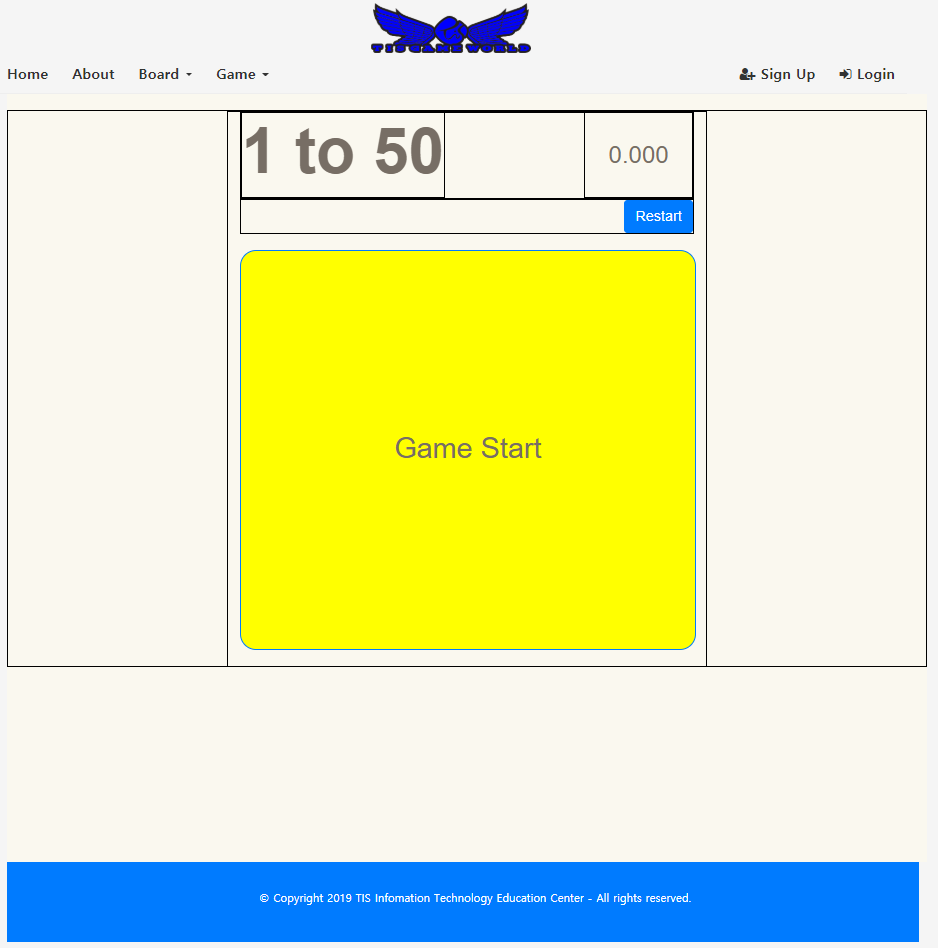 TIS GAME WORLD
Home About Board Game Sign Up Login
1 to 50 0.000
Restart
Game Start
© Copyright 2019 TIS Infomation Technology Education Center - All rights reserved.